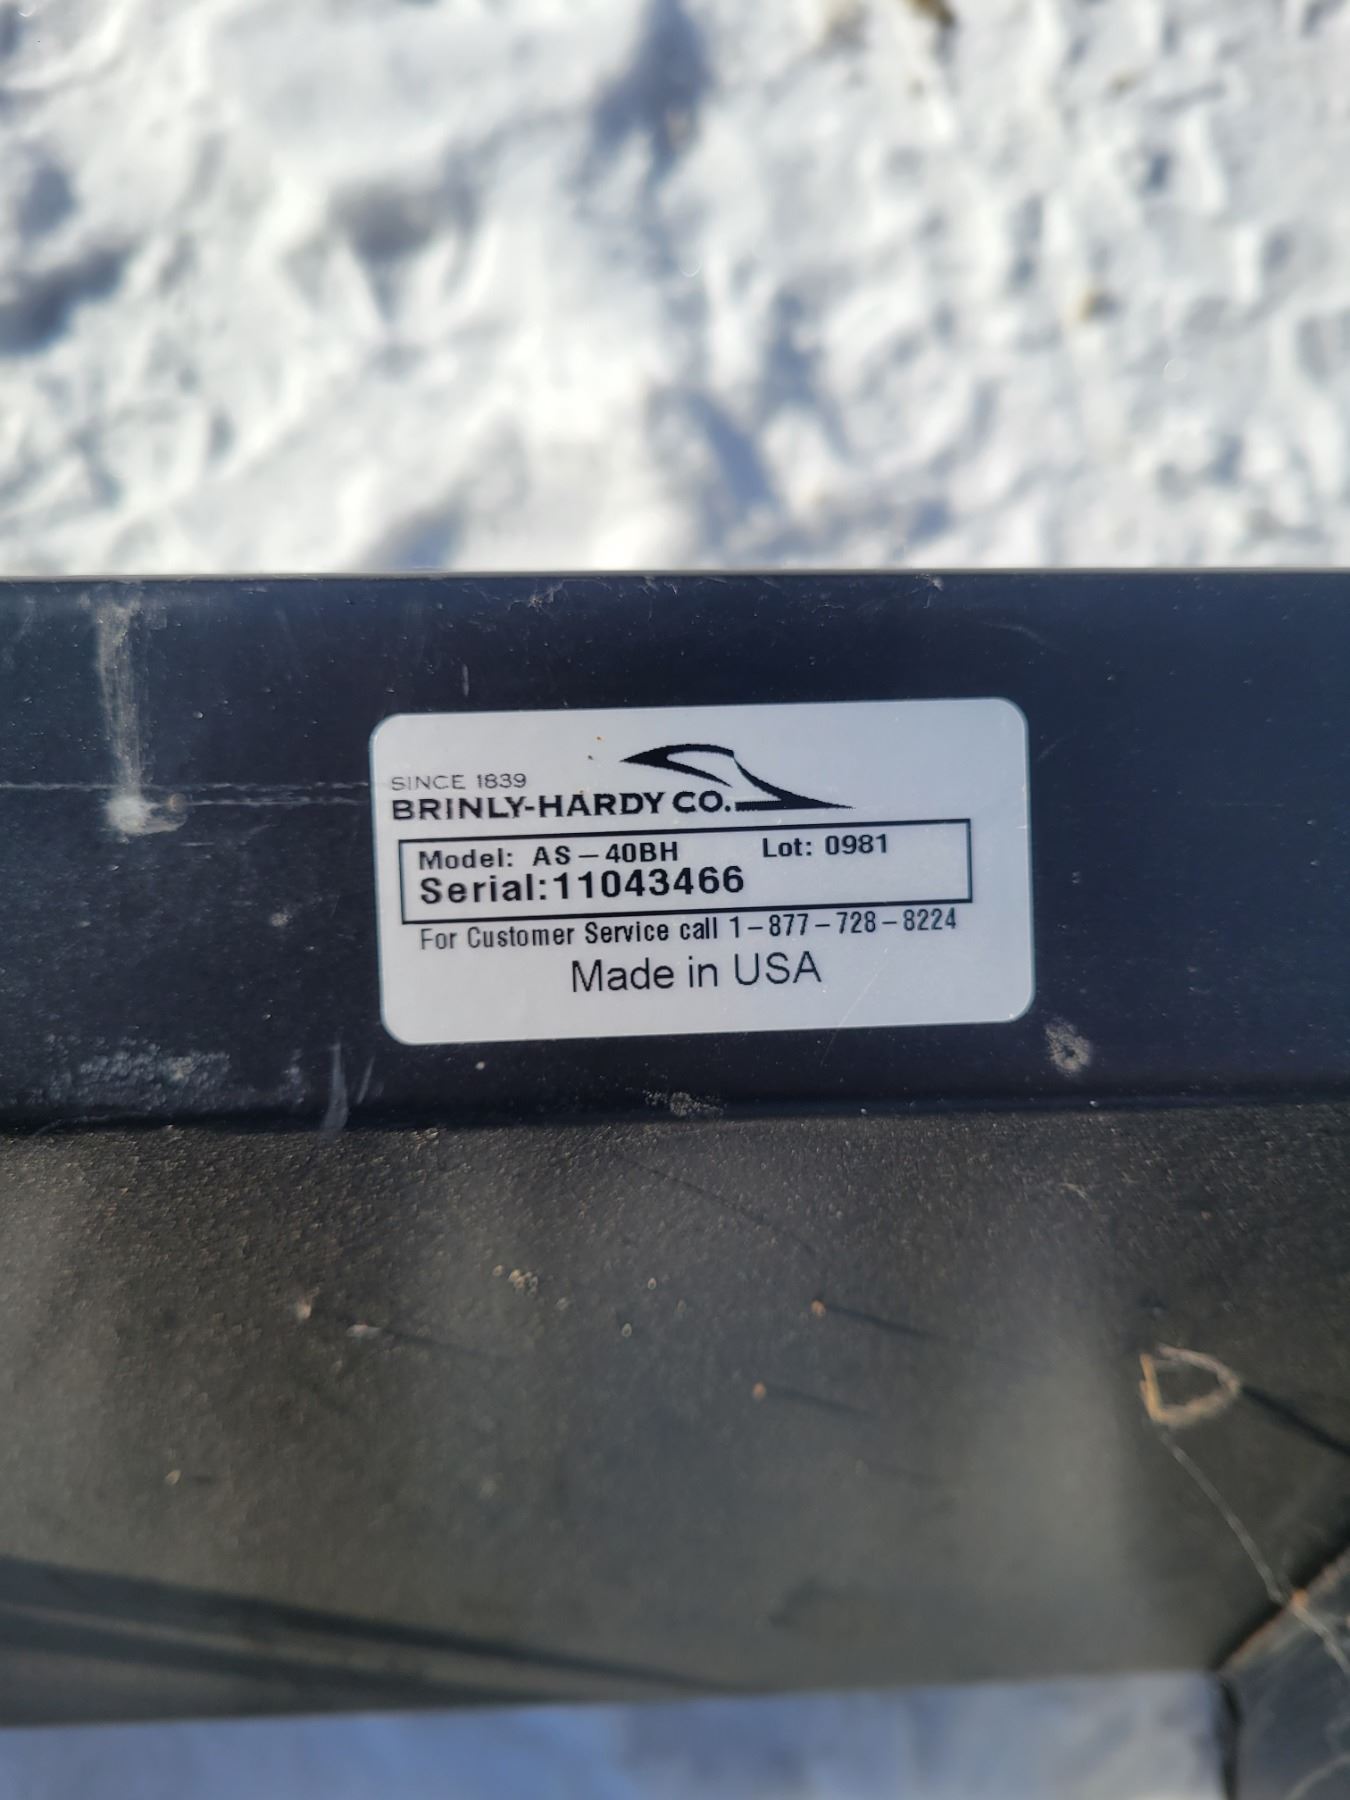 SINCE 1839
BRINLY-HARDY CO.
Model: AS-40BH Lot: 0981
Serial:11043466
For Customer Service call 1-877-728-8224
Made in USA